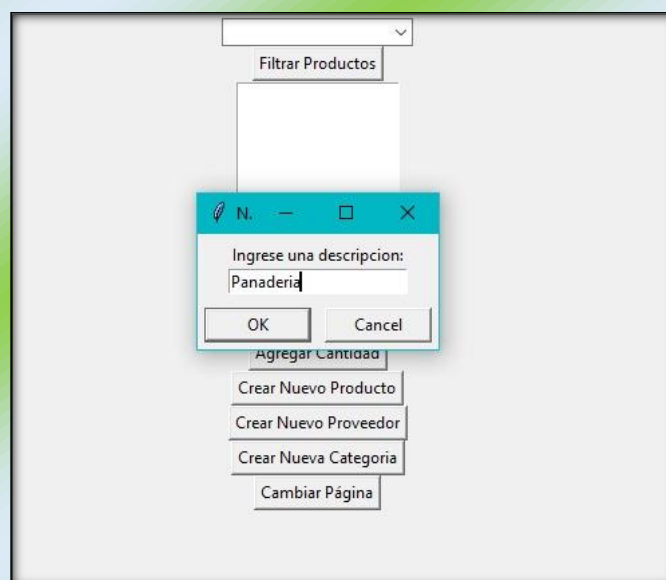 Filtrar Productos
N.
Ingrese una descripcion:
Panaderia
OK
Cancel
Agregar Cantidad
Crear Nuevo Producto
Crear Nuevo Proveedor
Crear Nueva Categoria
Cambiar Página